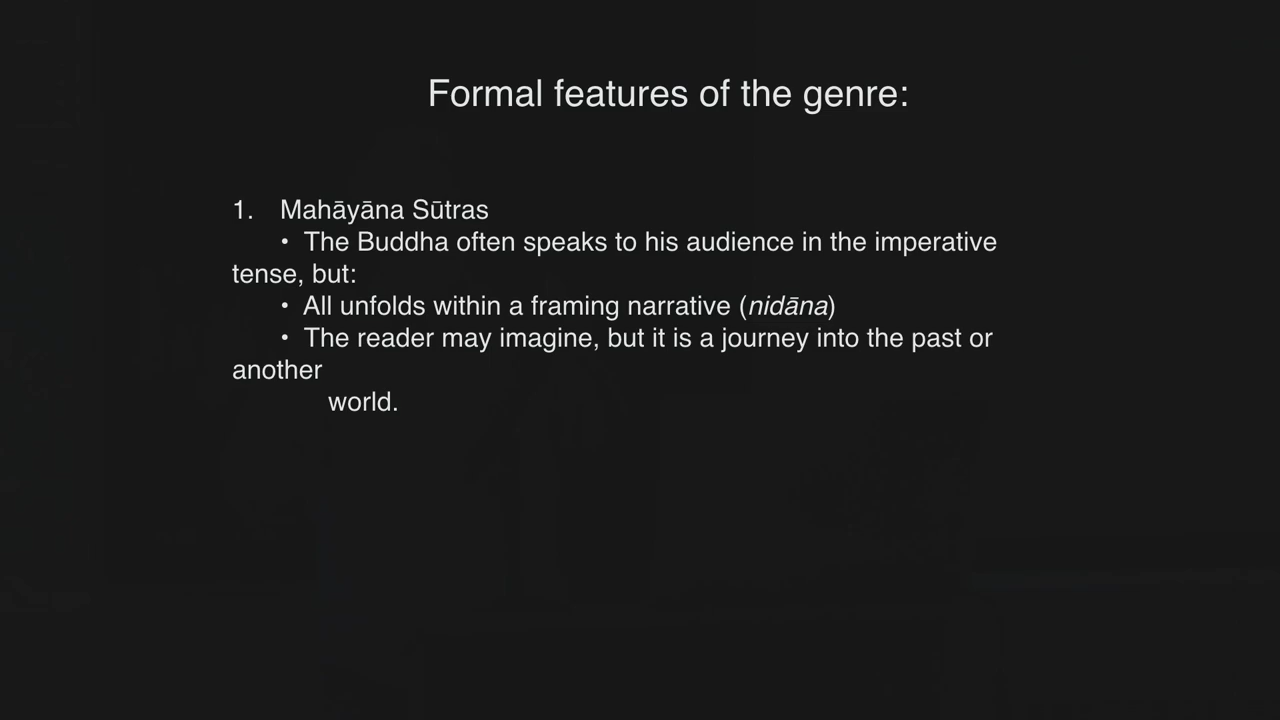 Formal features of the genre:
1. Mahāyāna Sūtras
• The Buddha often speaks to his audience in the imperative
tense, but:
• All unfolds within a framing narrative (nidāna)
• The reader may imagine, but it is a journey into the past or
another
world.